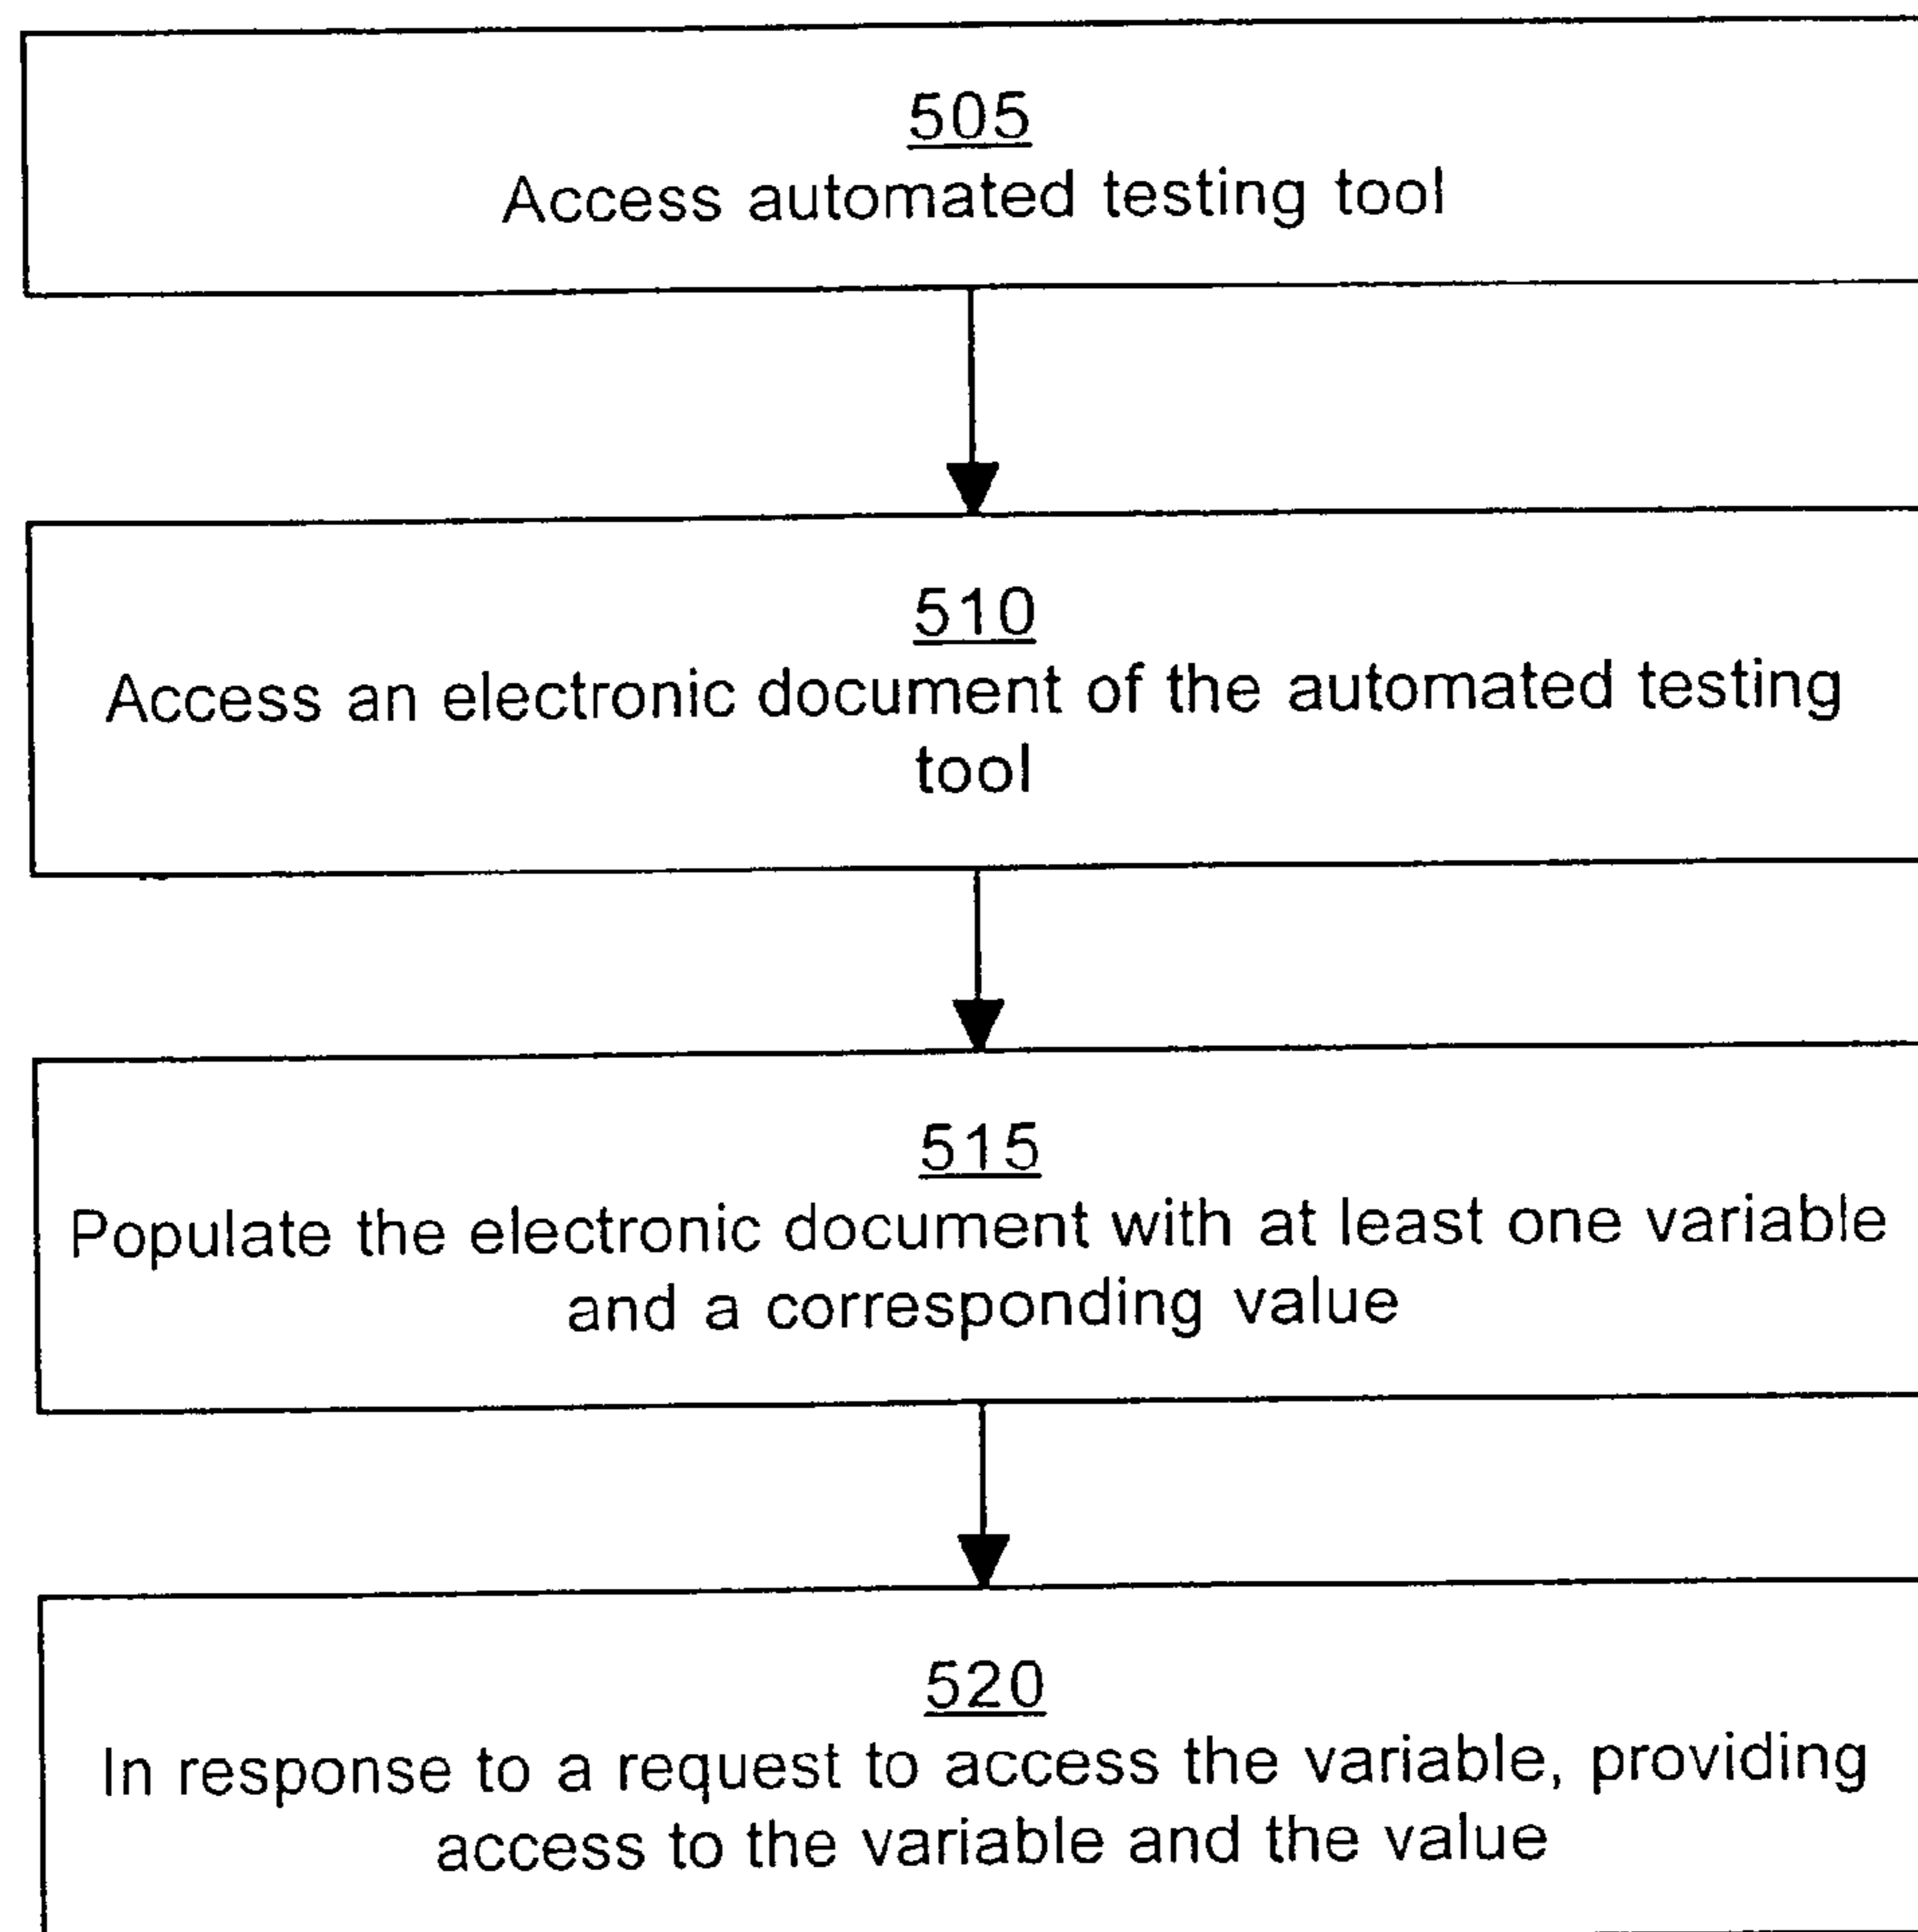 505
Access automated testing tool
510
Access an electronic document of the automated testing
tool
515
Populate the electronic document with at least one variable
and a corresponding value
520
In response to a request to access the variable, providing
access to the variable and the value